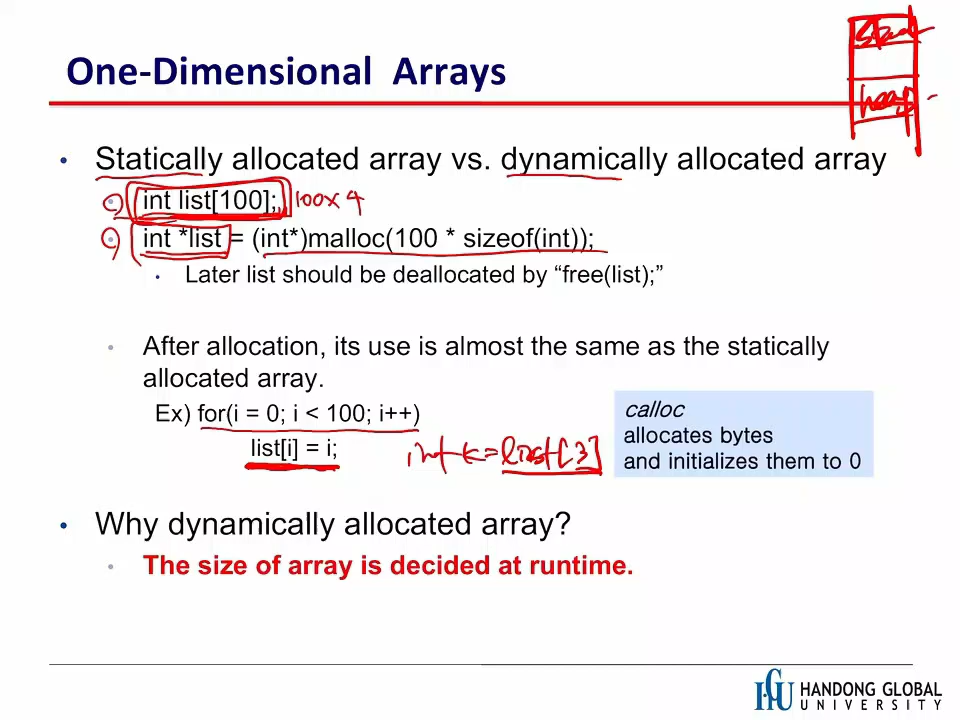 One-Dimensional Arrays
stack
heap
• Statically allocated array vs. dynamically allocated array
• int list[100]; 100x4
• int *list = (int*)malloc(100 * sizeof(int));
• Later list should be deallocated by “free(list);”
• After allocation, its use is almost the same as the statically
allocated array.
Ex) for(i = 0; i < 100; i++)
list[i] = i;
int k = list[3]
calloc
allocates bytes
and initializes them to 0
• Why dynamically allocated array?
• The size of array is decided at runtime.
HGU HANDONG GLOBAL
UNIVERSITY